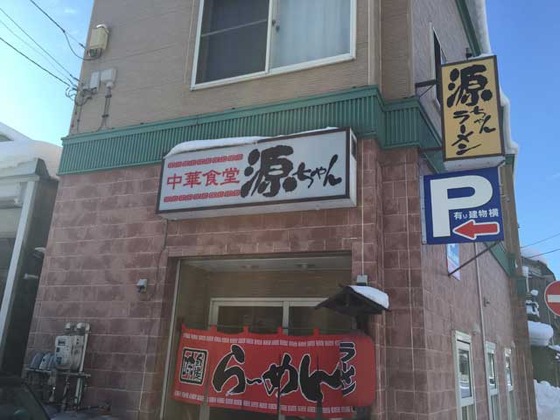 中華食堂 源ちゃん
源ちゃん
ラーメン
P
有り 建物横
らーめん
ラーメン